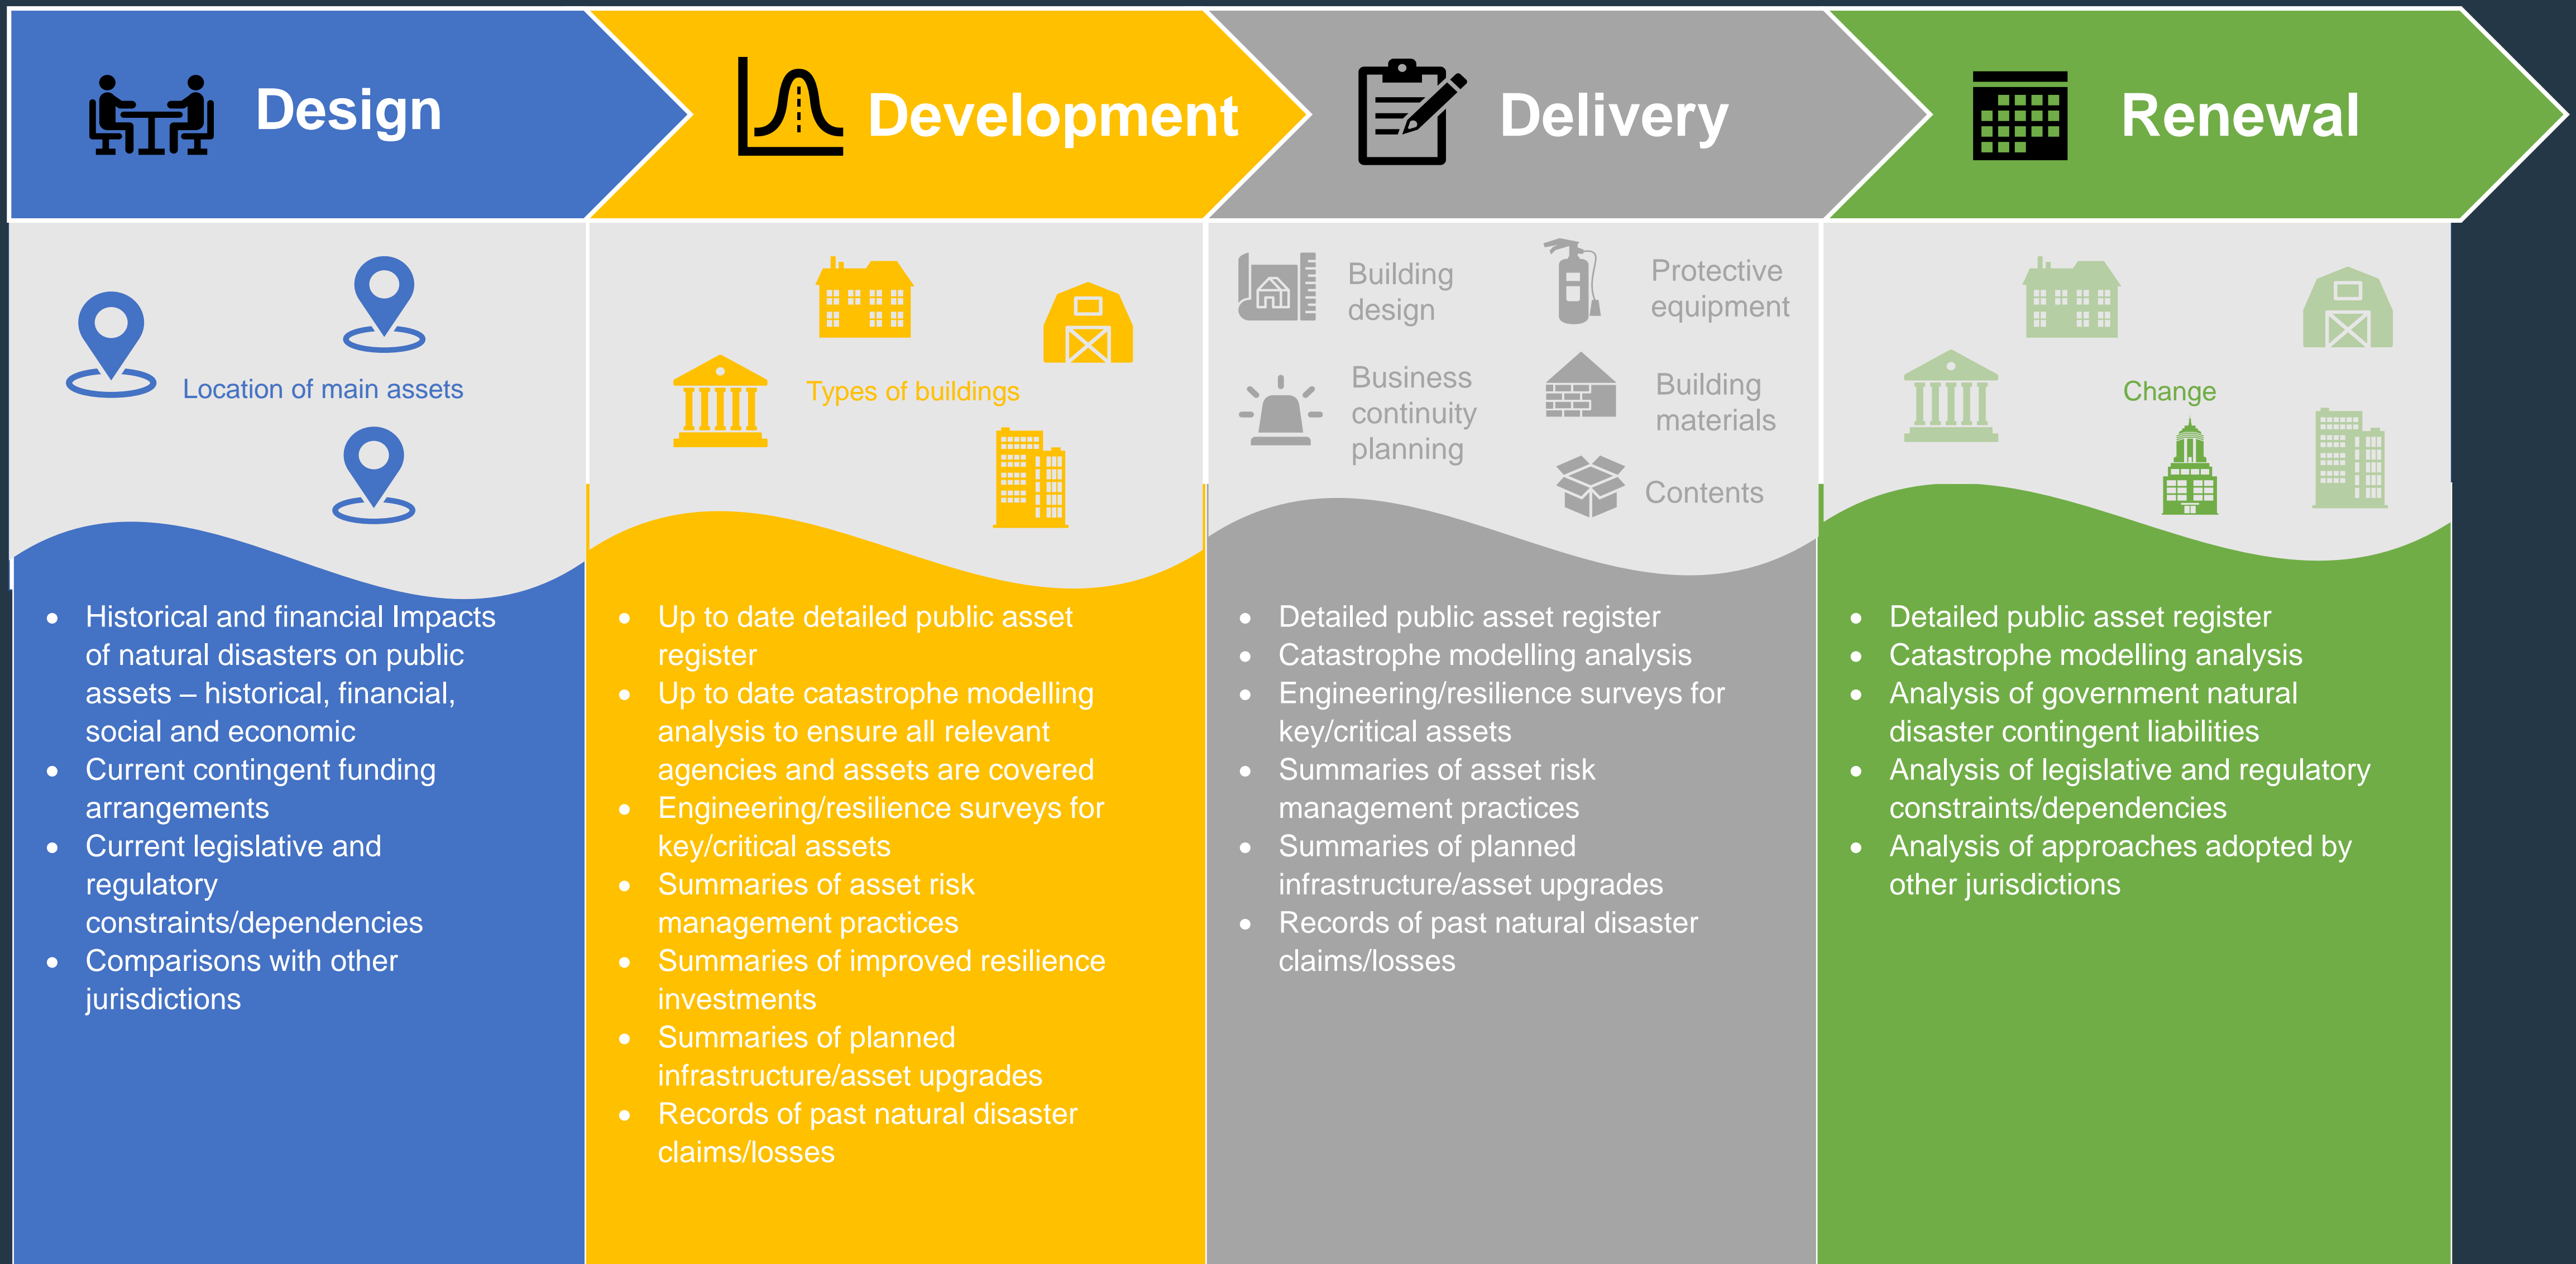 Design
Development
Delivery
Renewal
Location of main assets
Types of buildings
Building
design
Protective
equipment
Business
continuity
planning
Building
materials
Contents
Change
• Historical and financial Impacts
of natural disasters on public
assets – historical, financial,
social and economic
• Current contingent funding
arrangements
• Current legislative and
regulatory
constraints/dependencies
• Comparisons with other
jurisdictions
• Up to date detailed public asset
register
• Up to date catastrophe modelling
analysis to ensure all relevant
agencies and assets are covered
• Engineering/resilience surveys for
key/critical assets
• Summaries of asset risk
management practices
• Summaries of improved resilience
investments
• Summaries of planned
infrastructure/asset upgrades
• Records of past natural disaster
claims/losses
• Detailed public asset register
• Catastrophe modelling analysis
• Engineering/resilience surveys for
key/critical assets
• Summaries of asset risk
management practices
• Summaries of planned
infrastructure/asset upgrades
• Records of past natural disaster
claims/losses
• Detailed public asset register
• Catastrophe modelling analysis
• Analysis of government natural
disaster contingent liabilities
• Analysis of legislative and regulatory
constraints/dependencies
• Analysis of approaches adopted by
other jurisdictions